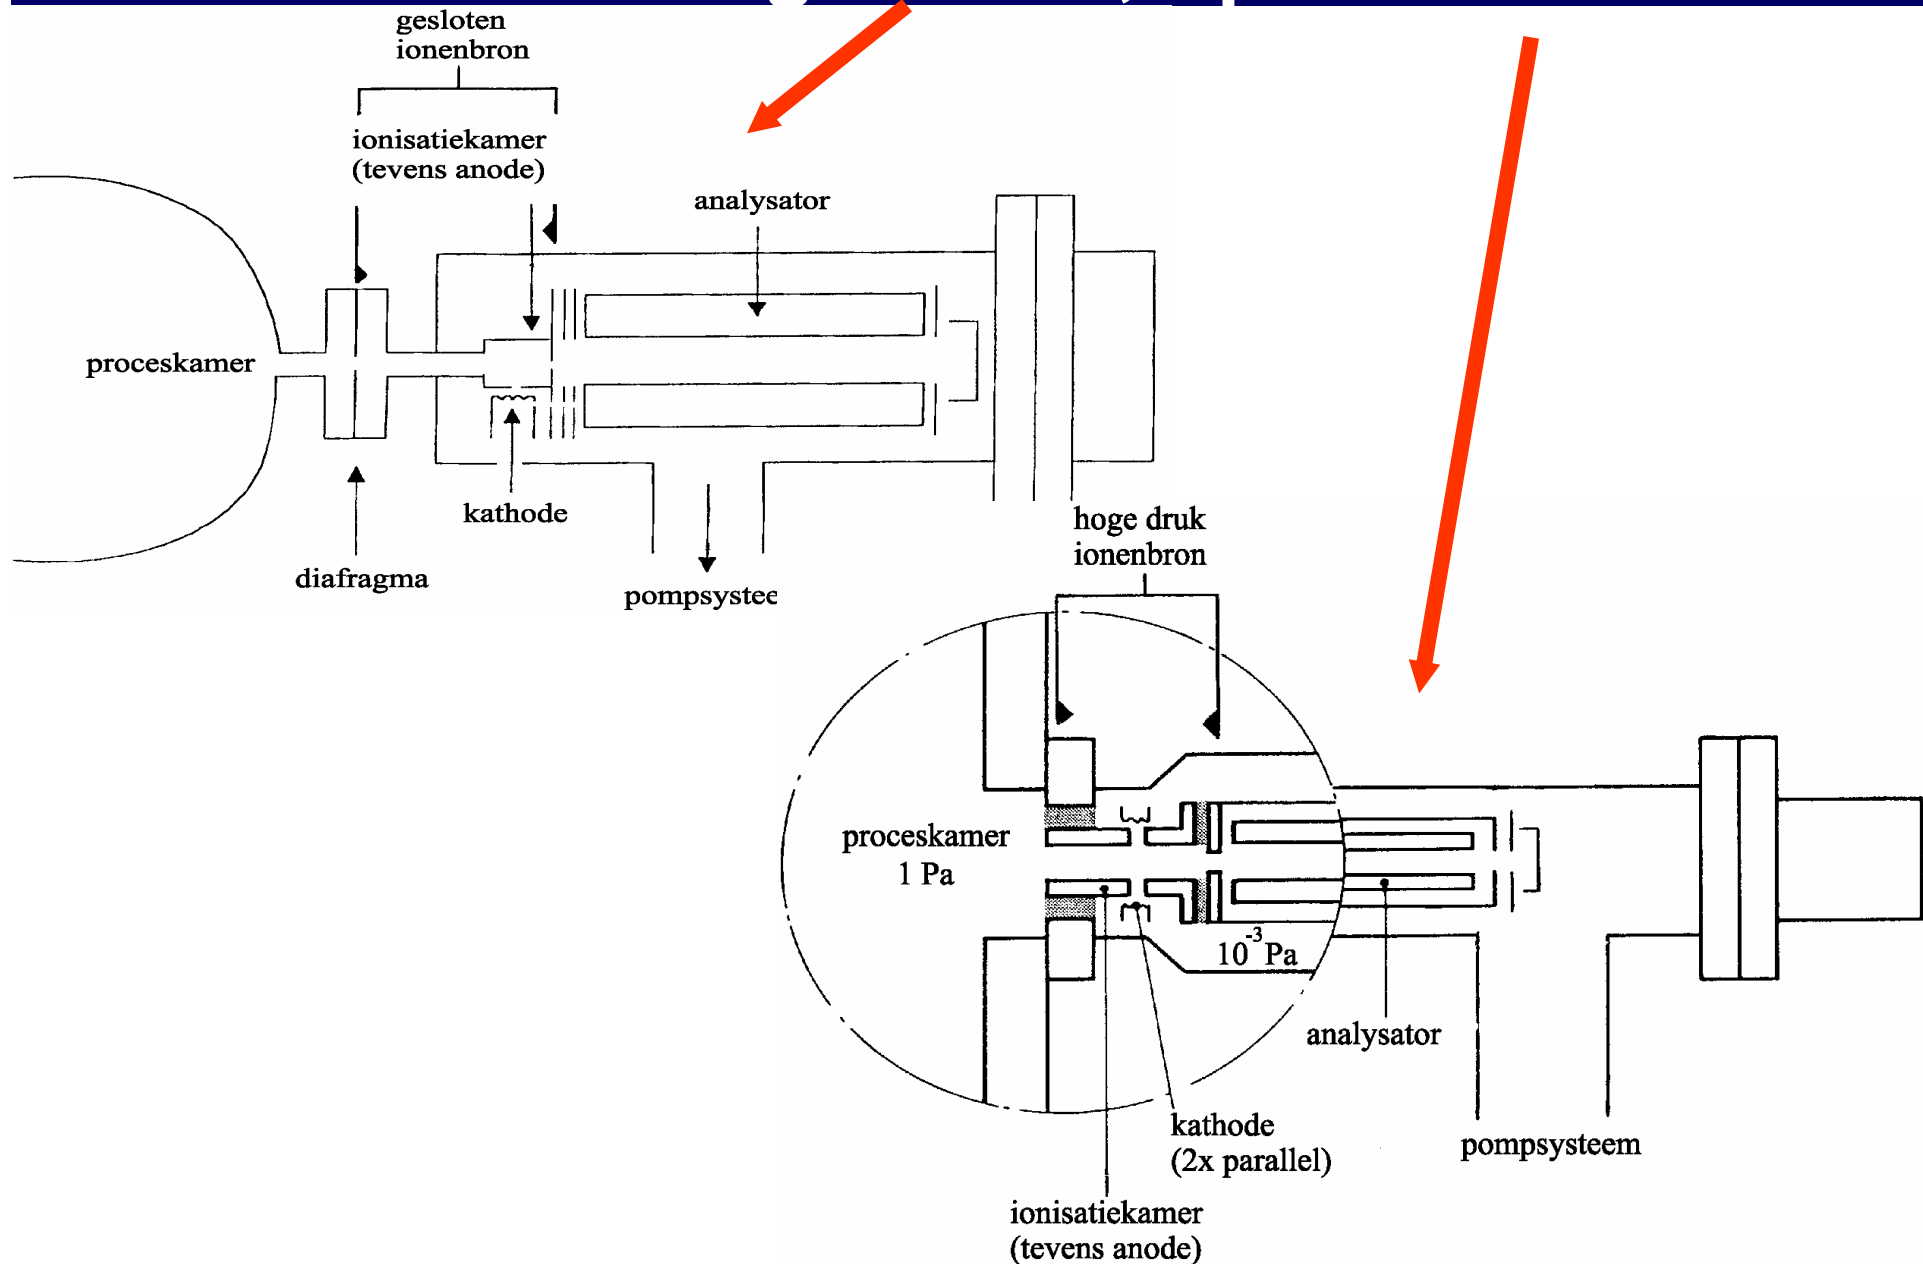 gesloten
ionenbron
ionisatiekamer
(tevens anode)
analysator
proceskamer
kathode
diafragma
pompsystee
hoge druk
ionenbron
proceskamer
1 Pa
10⁻³ Pa
analysator
kathode
(2x parallel)
pompsysteem
ionisatiekamer
(tevens anode)